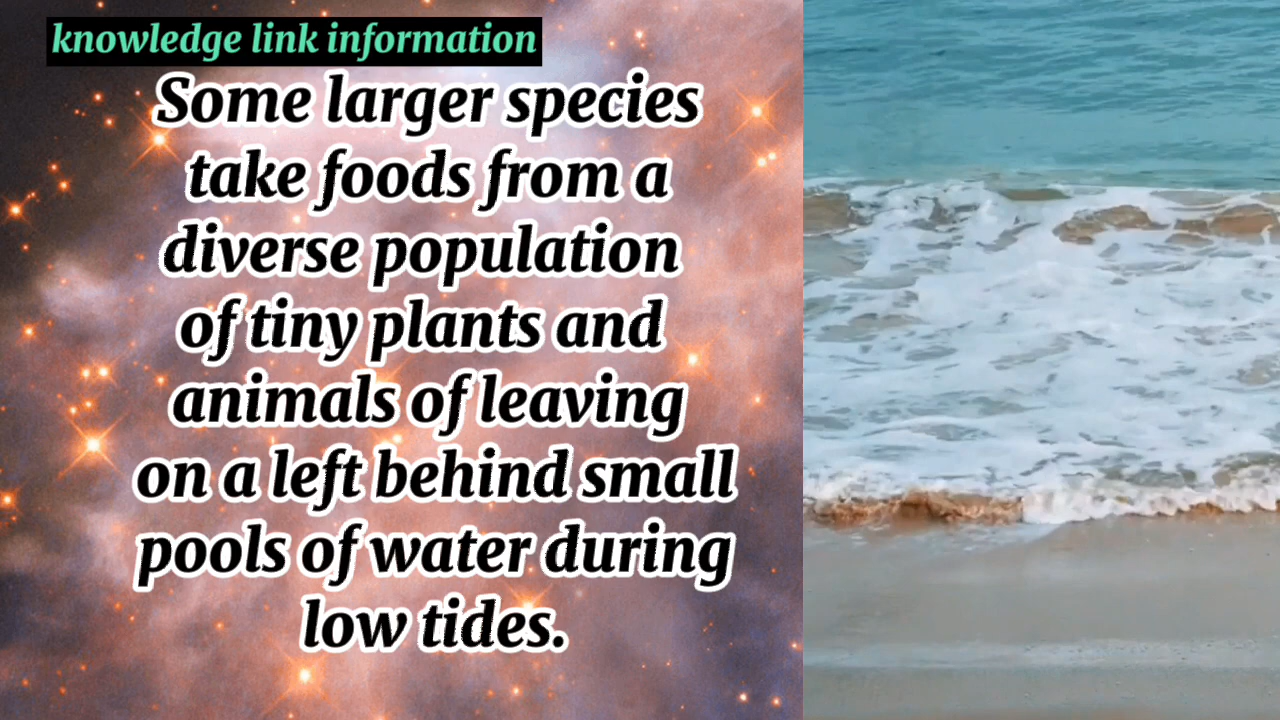 knowledge link information
Some larger species
take foods from a
diverse population
of tiny plants and
animals of leaving
on a left behind small
pools of water during
low tides.